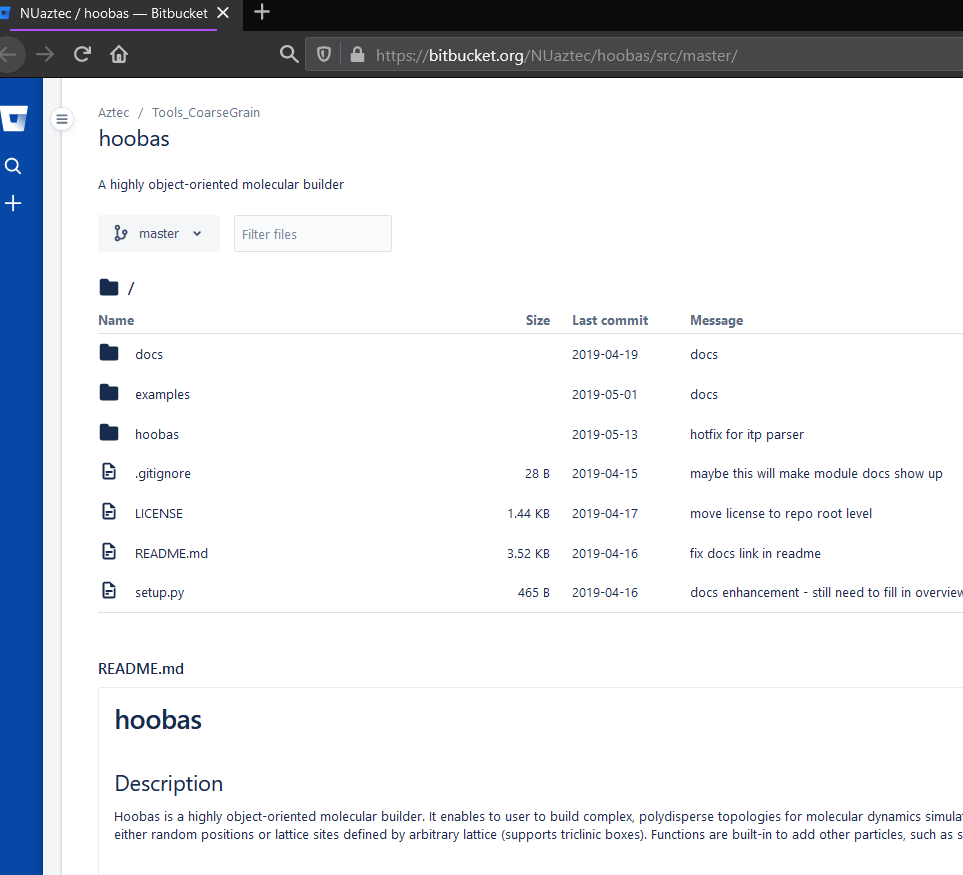 NUaztec / hoobas — Bitbucket
https://bitbucket.org/NUaztec/hoobas/src/master/
Aztec / Tools_CoarseGrain
hoobas
A highly object-oriented molecular builder
master Filter files
/
Name Size Last commit Message
docs 2019-04-19 docs
examples 2019-05-01 docs
hoobas 2019-05-13 hotfix for itp parser
.gitignore 28 B 2019-04-15 maybe this will make module docs show up
LICENSE 1.44 KB 2019-04-17 move license to repo root level
README.md 3.52 KB 2019-04-16 fix docs link in readme
setup.py 465 B 2019-04-16 docs enhancement - still need to fill in overview
README.md
hoobas
Description
Hoobas is a highly object-oriented molecular builder. It enables to user to build complex, polydisperse topologies for molecular dynamics simulat
either random positions or lattice sites defined by arbitrary lattice (supports triclinic boxes). Functions are built-in to add other particles, such as s